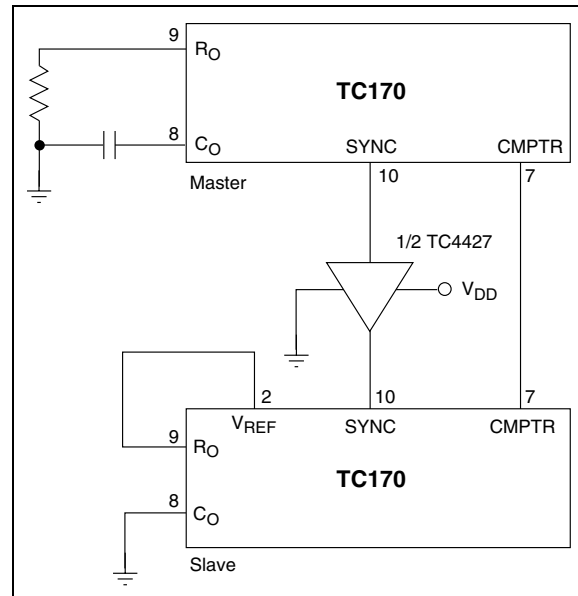 9
RO
TC170
8
CO
SYNC
CMPTR
Master
10
7
1/2 TC4427
VDD
2
10
7
VREF
SYNC
CMPTR
9
RO
TC170
8
CO
Slave